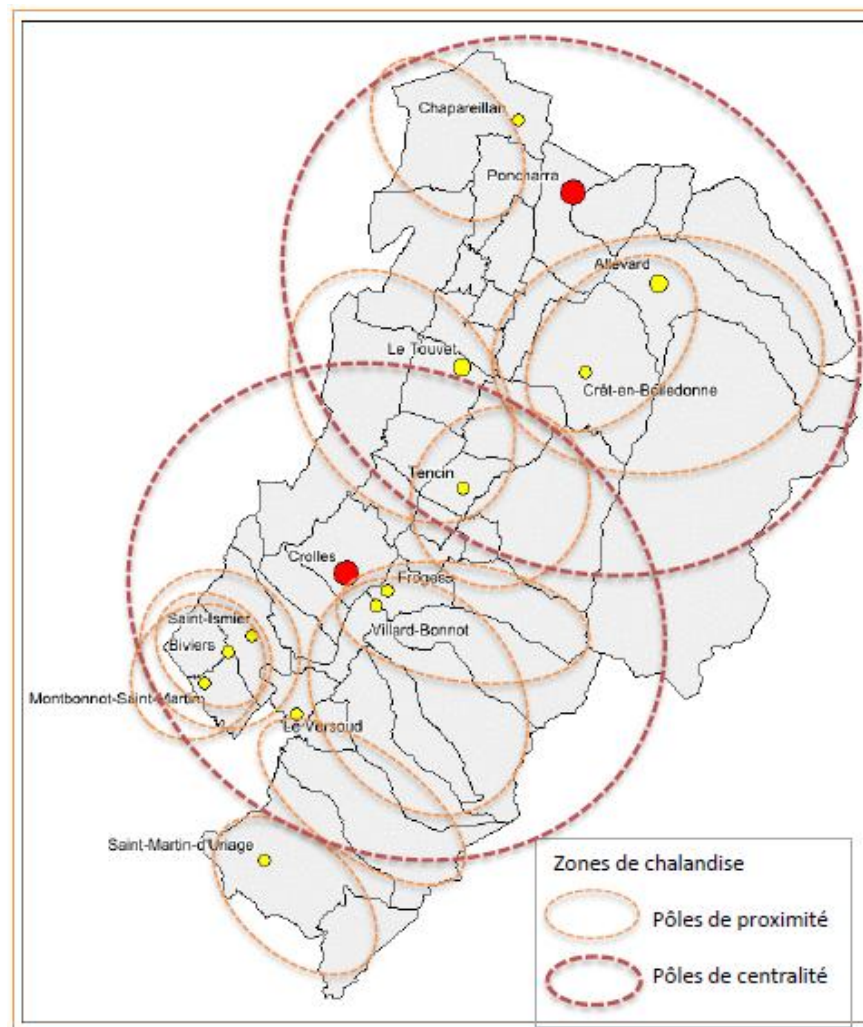 Chapareillan
Poncharra
Allevard
Le Touvet
Crêt-en-Belledonne
Tencin
Crolles
Froges
Villard-Bonnot
Saint-Ismier
Biviers
Montbonnot-Saint-Martin
Le Versoud
Saint-Martin-d'Uriage
Zones de chalandise
Pôles de proximité
Pôles de centralité